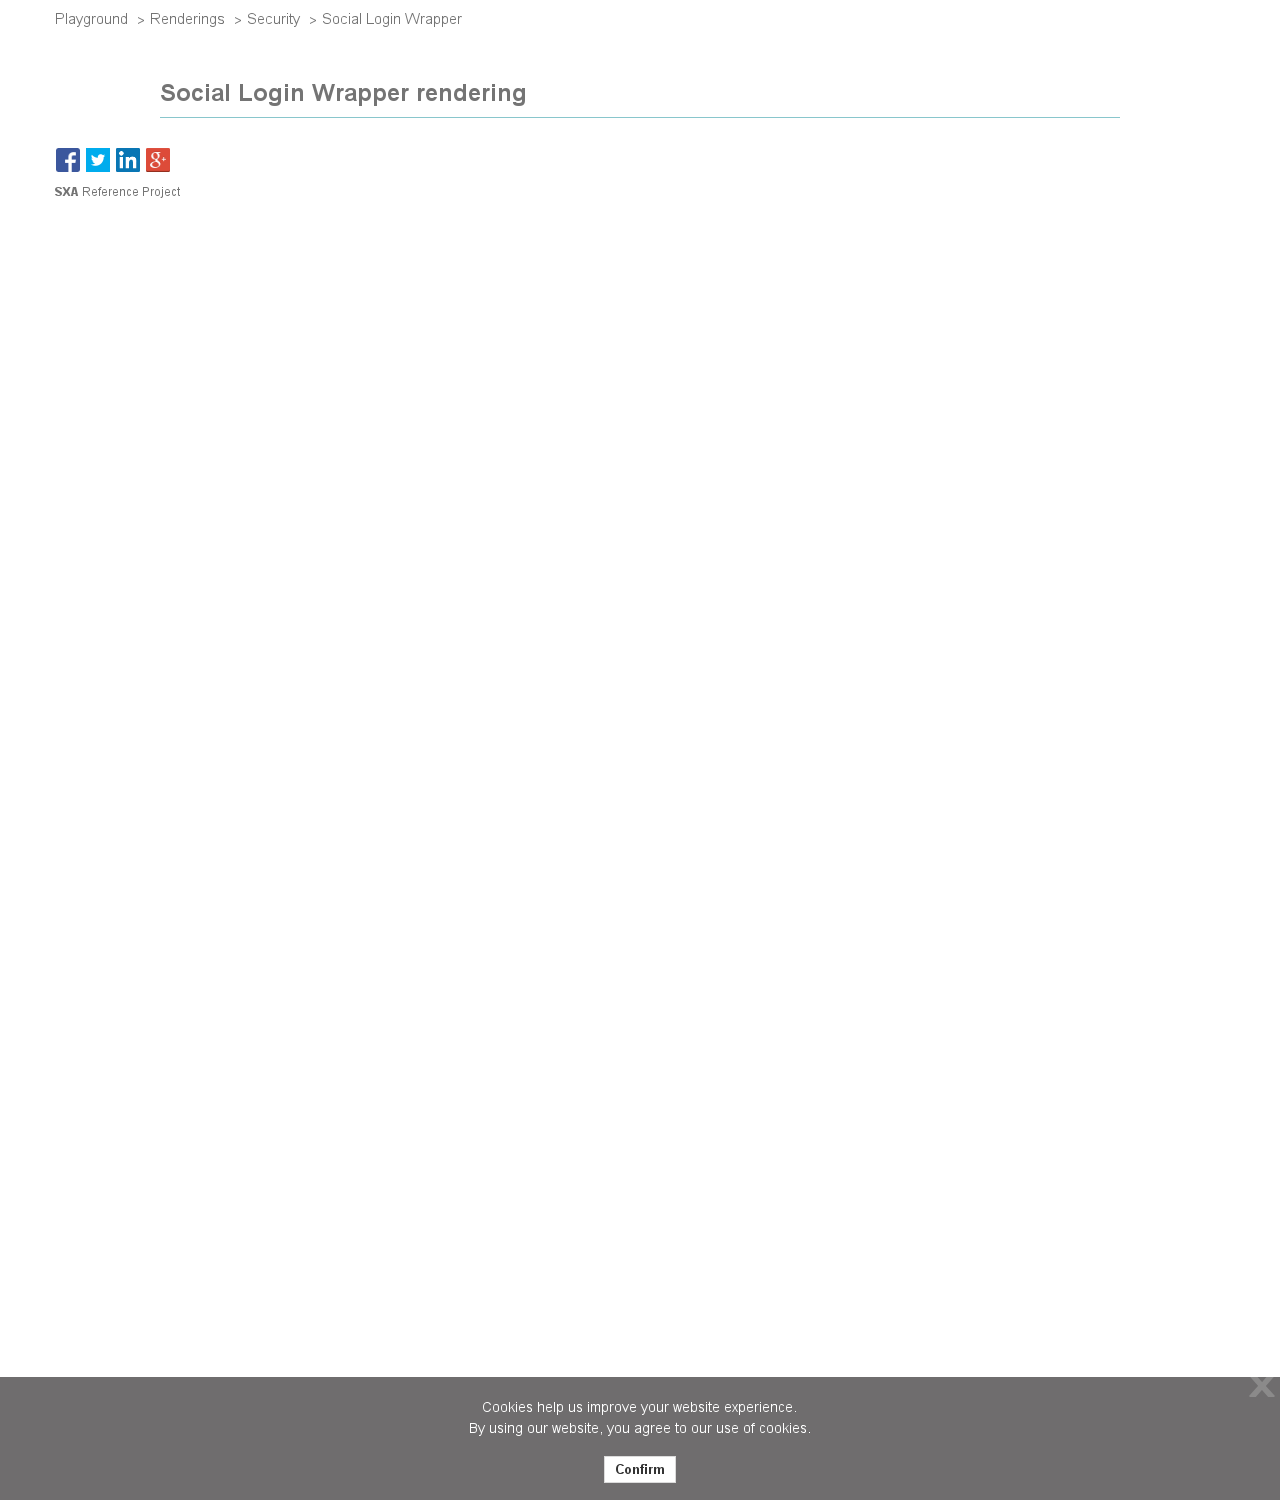 Playground > Renderings > Security > Social Login Wrapper
Social Login Wrapper rendering
SXA Reference Project
Cookies help us improve your website experience.
By using our website, you agree to our use of cookies.
Confirm